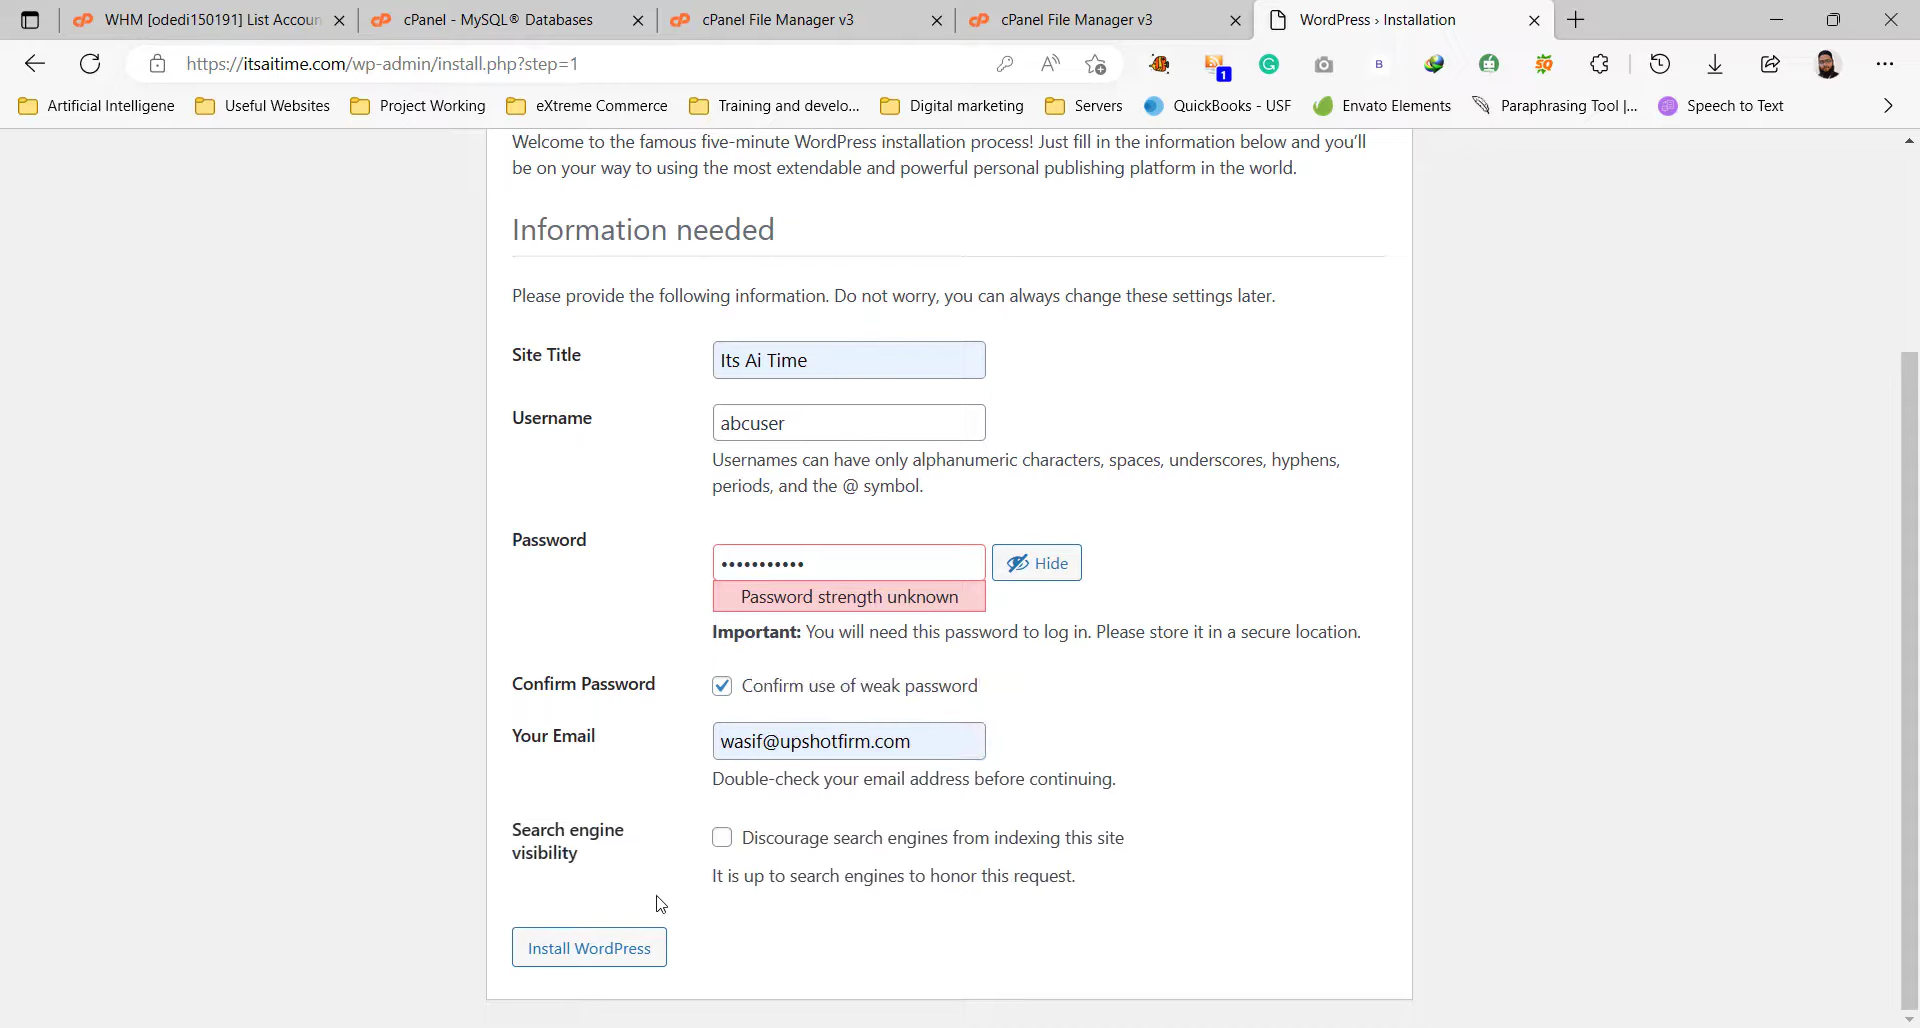 WHM [odedi150191] List Accoun
cPanel - MySQL® Databases
cPanel File Manager v3
cPanel File Manager v3
WordPress › Installation
https://itsaitime.com/wp-admin/install.php?step=1
Artificial Intelligene
Useful Websites
Project Working
eXtreme Commerce
Training and develo...
Digital marketing
Servers
QuickBooks - USF
Envato Elements
Paraphrasing Tool |...
Speech to Text
Welcome to the famous five-minute WordPress installation process! Just fill in the information below and you’ll
be on your way to using the most extendable and powerful personal publishing platform in the world.
Information needed
Please provide the following information. Do not worry, you can always change these settings later.
Site Title
Its Ai Time
Username
abcuser
Usernames can have only alphanumeric characters, spaces, underscores, hyphens,
periods, and the @ symbol.
Password
•••••••••••
Hide
Password strength unknown
Important: You will need this password to log in. Please store it in a secure location.
Confirm Password
Confirm use of weak password
Your Email
wasif@upshotfirm.com
Double-check your email address before continuing.
Search engine
visibility
Discourage search engines from indexing this site
It is up to search engines to honor this request.
Install WordPress